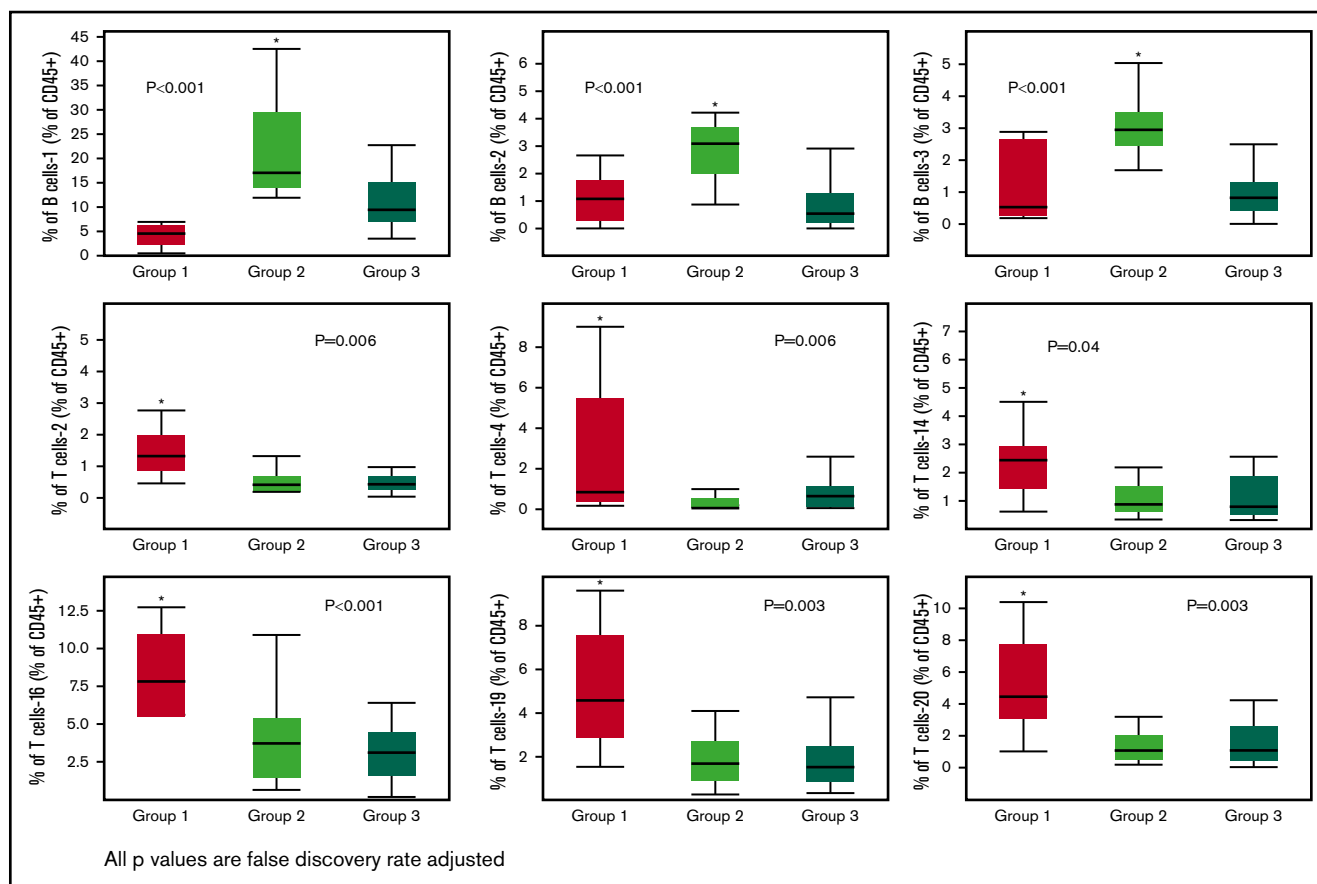 % of B cells-1 (% of CD45+)
45
40
35
30
25
20
15
10
5
0
P<0.001
*
Group 1 Group 2 Group 3
% of B cells-2 (% of CD45+)
6
5
4
3
2
1
0
P<0.001
*
Group 1 Group 2 Group 3
% of B cells-3 (% of CD45+)
5
4
3
2
1
0
P<0.001
*
Group 1 Group 2 Group 3
% of T cells-2 (% of CD45+)
5
4
3
2
1
0
P=0.006
*
Group 1 Group 2 Group 3
% of T cells-4 (% of CD45+)
8
6
4
2
0
*
P=0.006
Group 1 Group 2 Group 3
% of T cells-14 (% of CD45+)
7
6
5
4
3
2
1
P=0.04
*
Group 1 Group 2 Group 3
% of T cells-16 (% of CD45+)
12.5
10.0
7.5
5.0
2.5
*
P<0.001
Group 1 Group 2 Group 3
% of T cells-19 (% of CD45+)
8
6
4
2
*
P=0.003
Group 1 Group 2 Group 3
% of T cells-20 (% of CD45+)
10
8
6
4
2
0
*
P=0.003
Group 1 Group 2 Group 3
All p values are false discovery rate adjusted